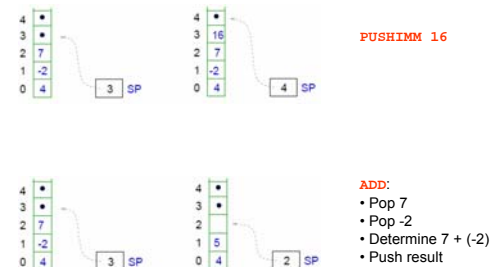 4 •
3 •
2 7
1 -2
0 4
3 SP
4 •
3 16
2 7
1 -2
0 4
4 SP
PUSHIMM 16
4 •
3 •
2 7
1 -2
0 4
3 SP
4 •
3 •
2
1 5
0 4
2 SP
ADD:
• Pop 7
• Pop -2
• Determine 7 + (-2)
• Push result